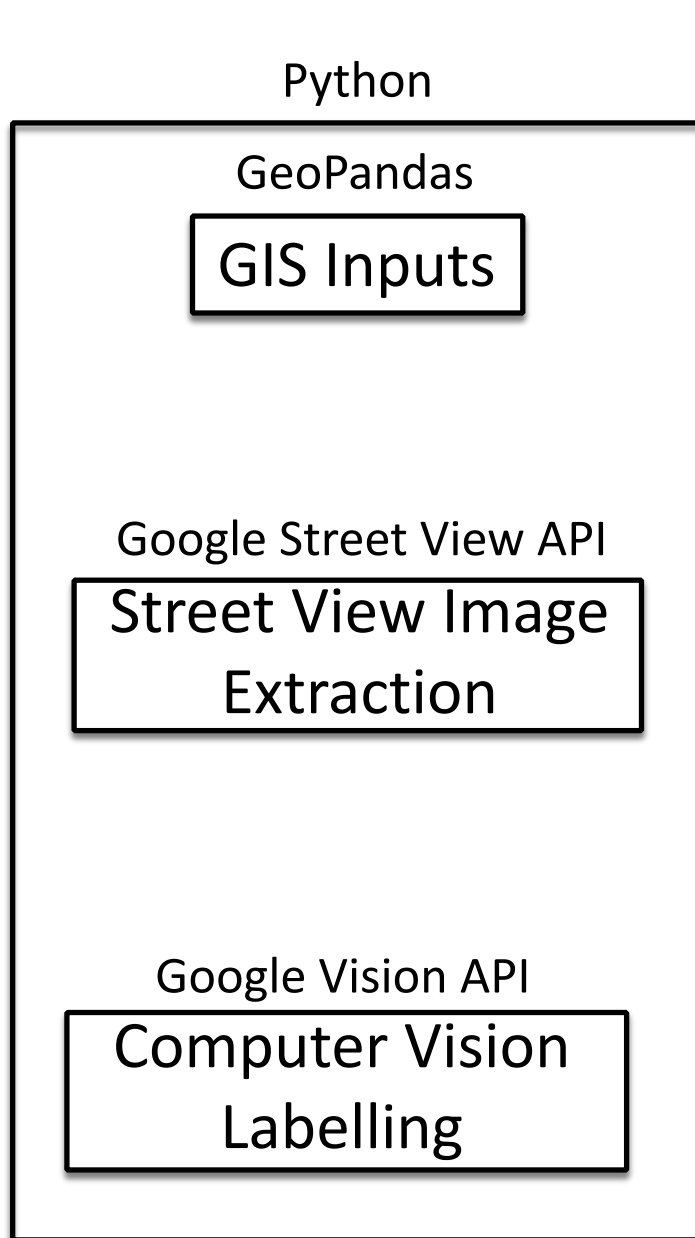 Python
GeoPandas
GIS Inputs
Google Street View API
Street View Image
Extraction
Google Vision API
Computer Vision
Labelling